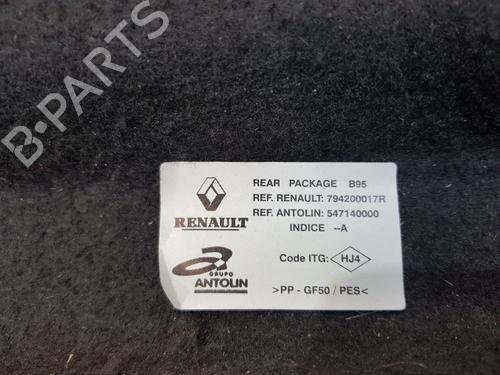 B-PARTS
REAR PACKAGE B95
REF. RENAULT: 794200017R
REF. ANTOLIN: 547140000
INDICE --A
RENAULT
Code ITG: HJ4
GRUPO
ANTOLIN
>PP - GF50 / PES<
B-PARTS